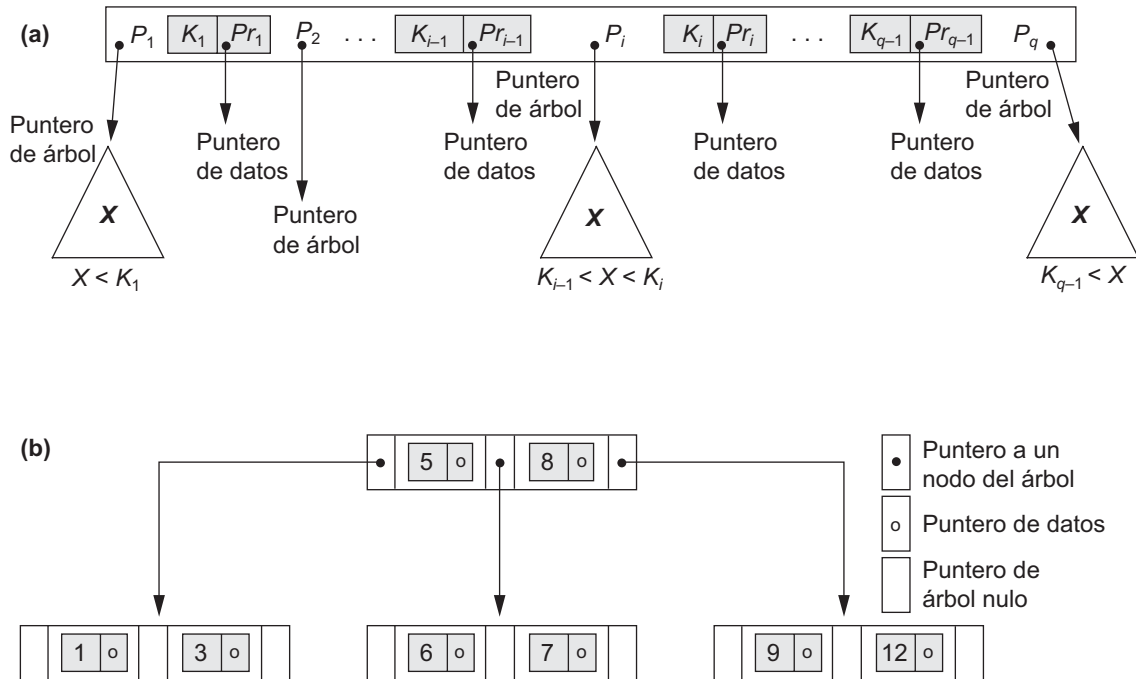 (a)
P1 K1 Pr1 P2 . . . Ki–1 Pri–1 Pi Ki Pri . . . Kq–1 Prq–1 Pq
Puntero
de árbol
Puntero
de datos
Puntero
de árbol
Puntero
de datos
Puntero
de árbol
Puntero
de datos
Puntero
de datos
Puntero
de árbol
X
X
X
X < K1
Ki–1 < X < Ki
Kq–1 < X
(b)
5 o 8 o
Puntero a un
nodo del árbol
o Puntero de datos
Puntero de
árbol nulo
1 o 3 o
6 o 7 o
9 o 12 o